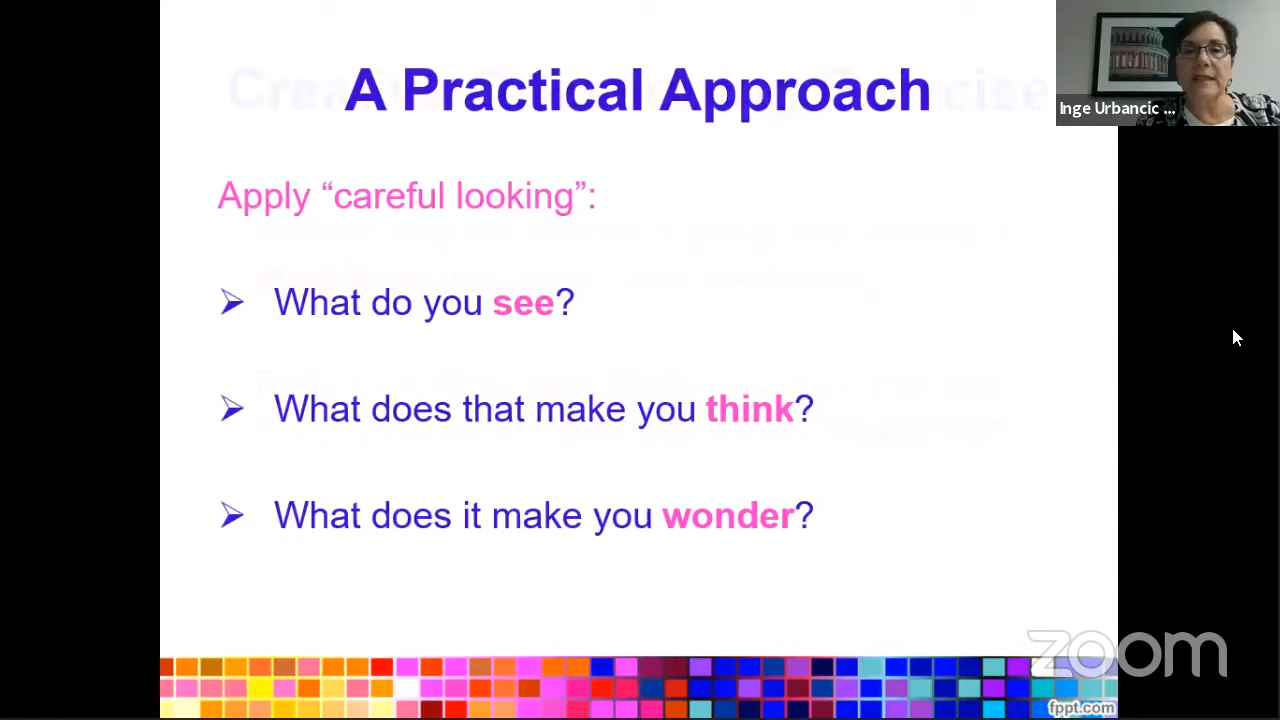 A Practical Approach
Inge Urbancic ...
Apply “careful looking”:
➢ What do you see?
➢ What does that make you think?
➢ What does it make you wonder?
zoom
fppt.com